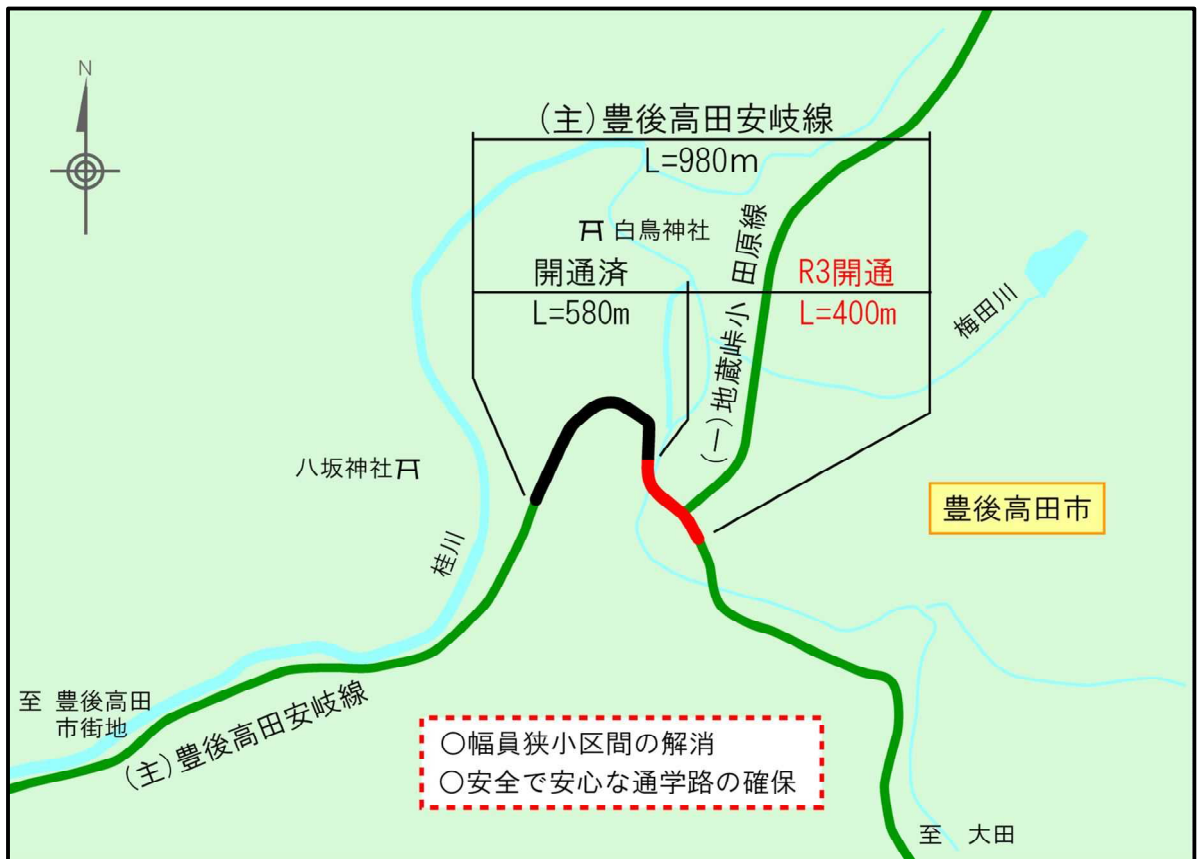 N
(主)豊後高田安岐線
L=980m
白鳥神社
開通済
L=580m
R3開通
L=400m
(一)地蔵峠小田原線
梅田川
八坂神社
豊後高田市
桂川
至 豊後高田
市街地
(主)豊後高田安岐線
○幅員狭小区間の解消
○安全で安心な通学路の確保
至 大田